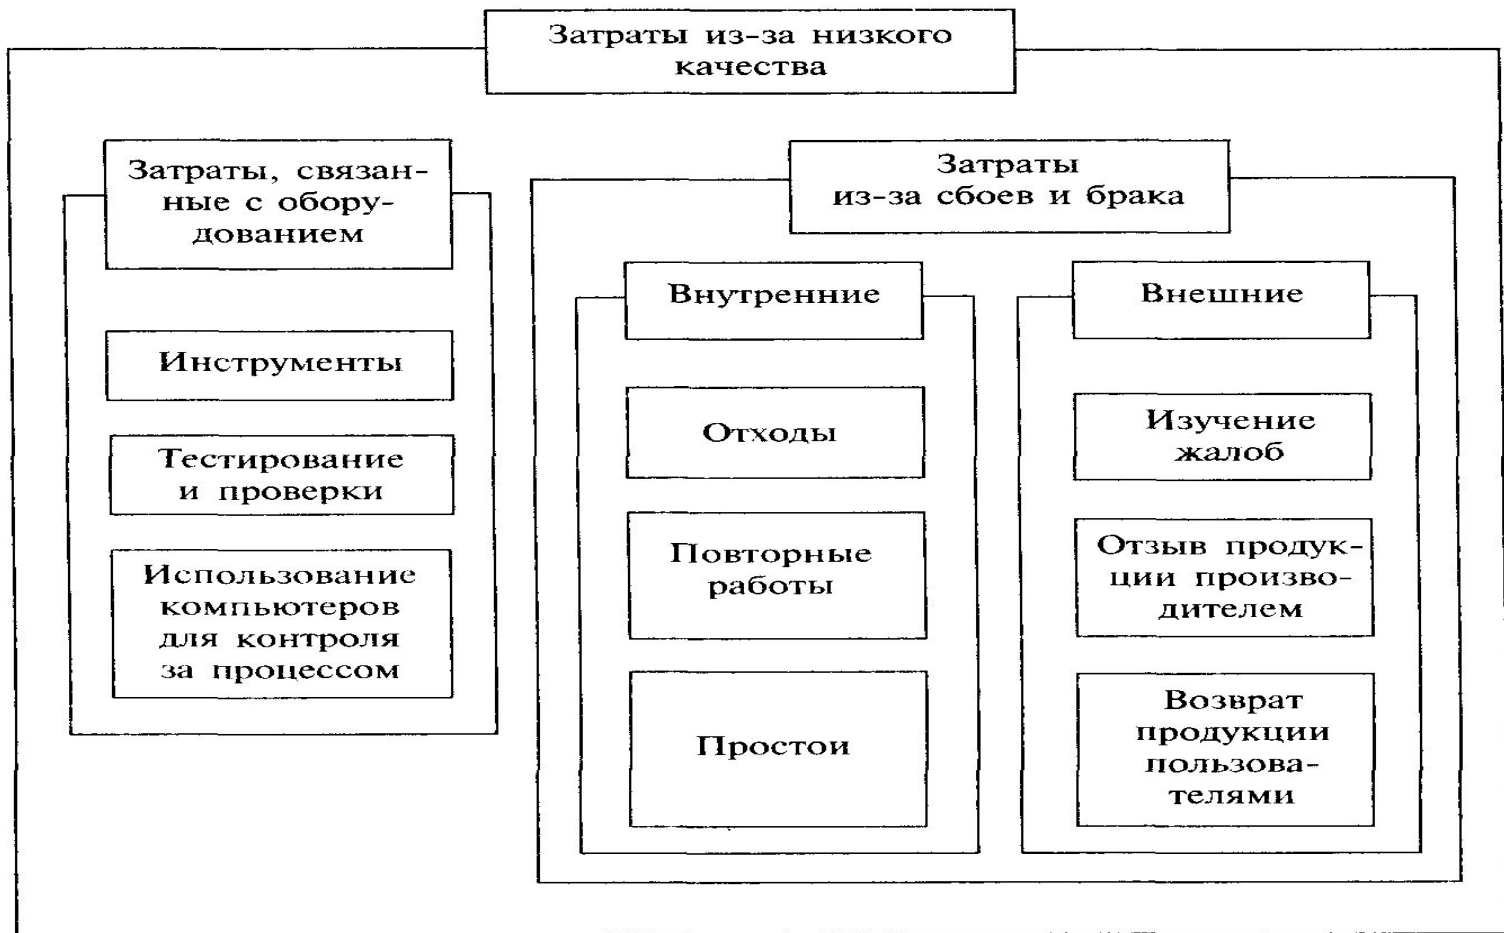 Затраты из-за низкого
качества
Затраты, связан-
ные с обору-
дованием
Инструменты
Тестирование
и проверки
Использование
компьютеров
для контроля
за процессом
Затраты
из-за сбоев и брака
Внутренние
Отходы
Повторные
работы
Простои
Внешние
Изучение
жалоб
Отзыв продук-
ции произво-
дителем
Возврат
продукции
пользова-
телями